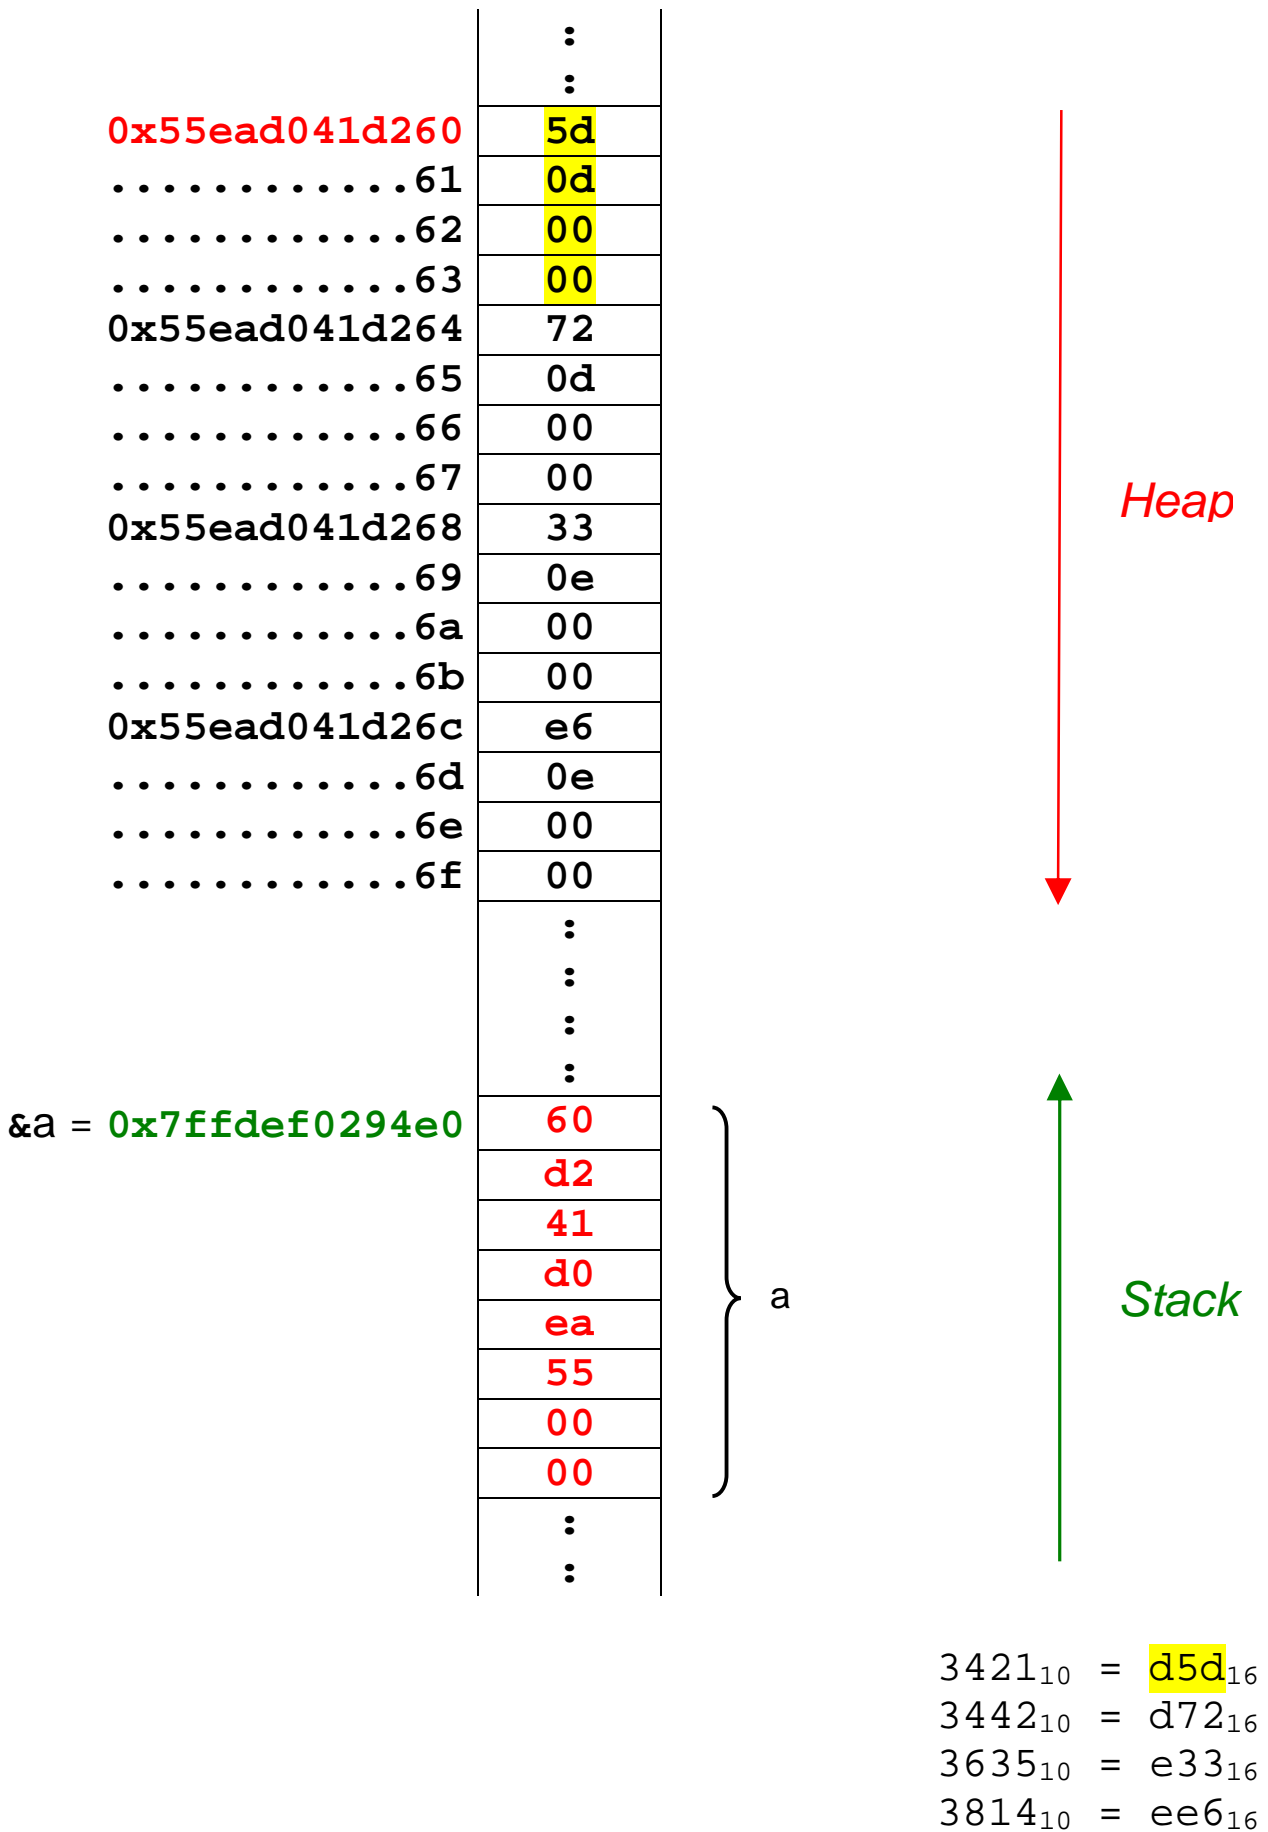 :
:
0x55ead041d260 5d
............61 0d
............62 00
............63 00
0x55ead041d264 72
............65 0d
............66 00
............67 00
0x55ead041d268 33
Heap
............69 0e
............6a 00
............6b 00
0x55ead041d26c e6
............6d 0e
............6e 00
............6f 00
:
:
:
:
&a = 0x7ffdef0294e0 60
d2
41
d0
a
Stack
ea
55
00
00
:
:
3421₁₀ = d5d₁₆
3442₁₀ = d72₁₆
3635₁₀ = e33₁₆
3814₁₀ = ee6₁₆